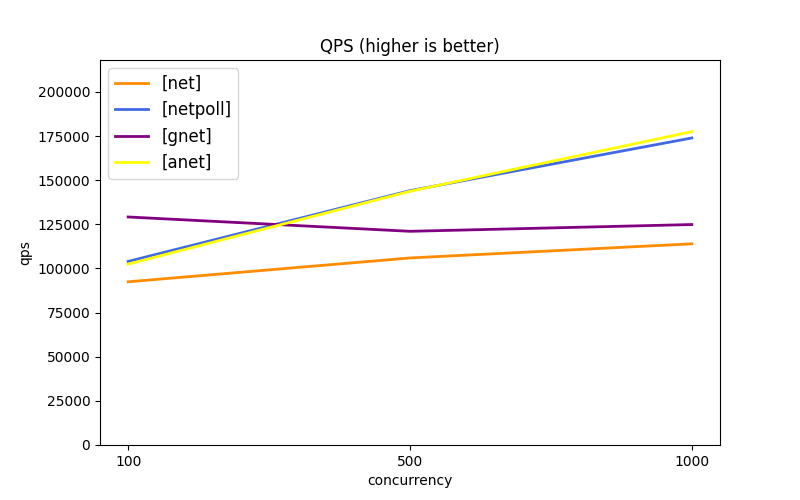 QPS (higher is better)
[net]
[netpoll]
[gnet]
[anet]
qps
200000
175000
150000
125000
100000
75000
50000
25000
0
100
500
1000
concurrency